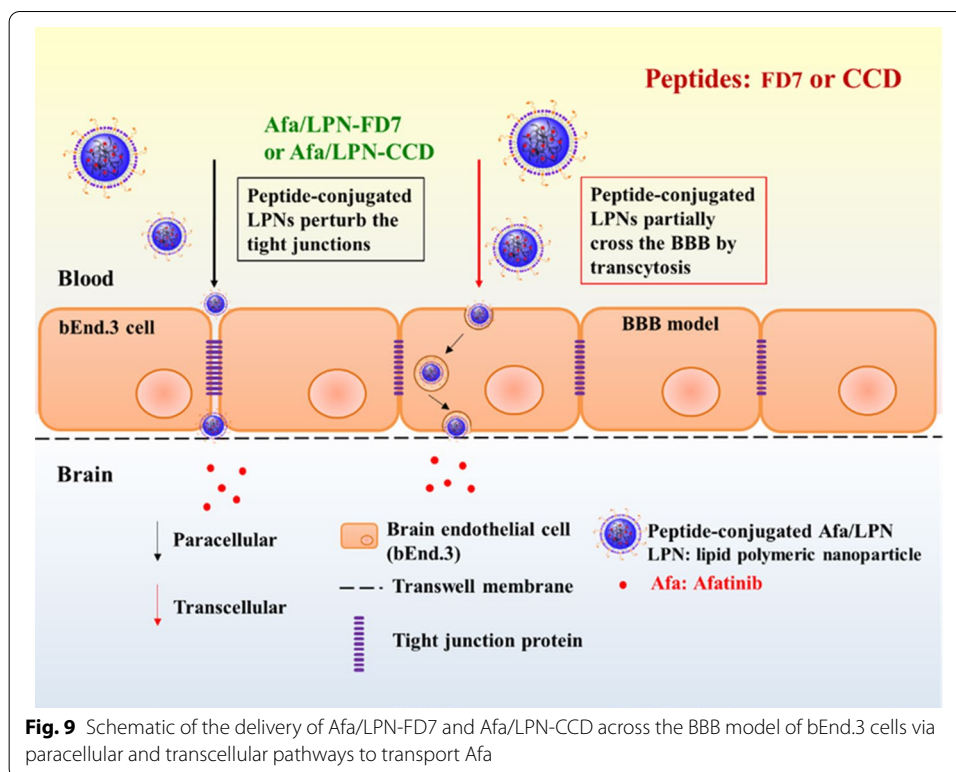 Peptides: FD7 or CCD
Afa/LPN-FD7
or Afa/LPN-CCD
Peptide-conjugated
LPNs perturb the
tight junctions
Peptide-conjugated
LPNs partially
cross the BBB by
transcytosis
Blood
bEnd.3 cell
BBB model
Brain
Paracellular
Transcellular
Brain endothelial cell
(bEnd.3)
Transwell membrane
Tight junction protein
Peptide-conjugated Afa/LPN
LPN: lipid polymeric nanoparticle
Afa: Afatinib
Fig. 9 Schematic of the delivery of Afa/LPN-FD7 and Afa/LPN-CCD across the BBB model of bEnd.3 cells via
paracellular and transcellular pathways to transport Afa